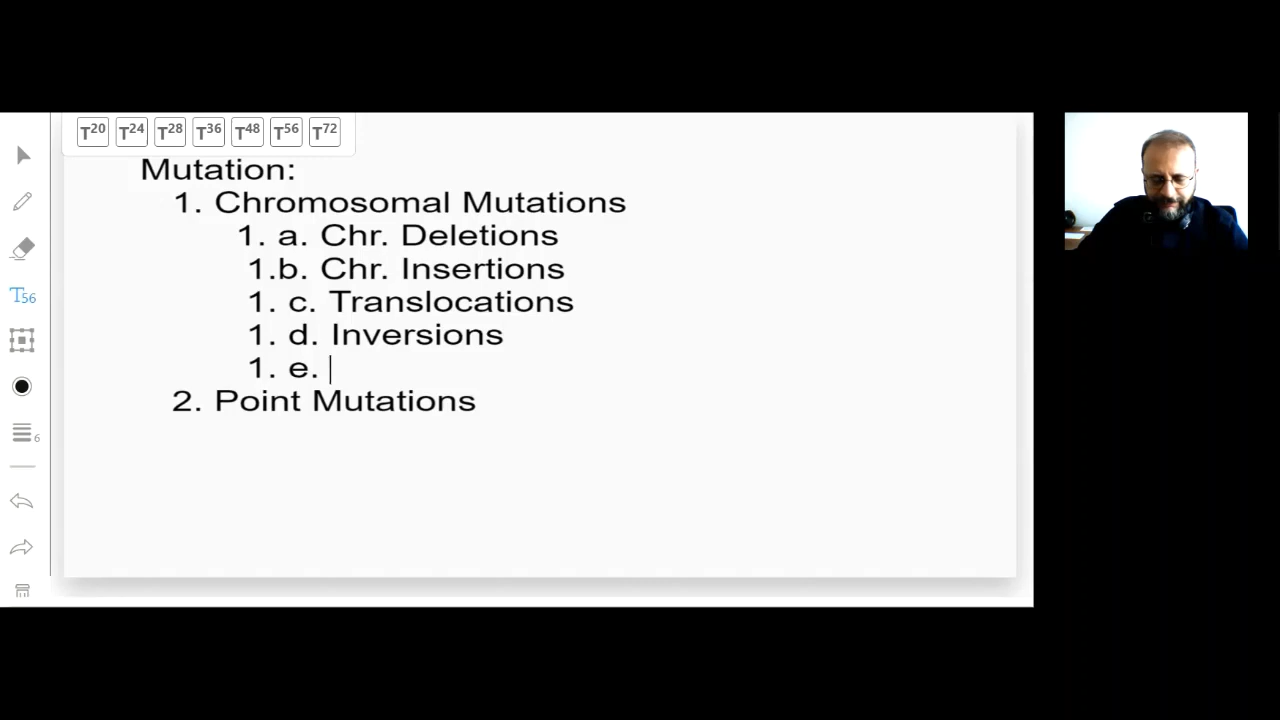 T20 T24 T28 T36 T48 T56 T72
Mutation:
1. Chromosomal Mutations
1. a. Chr. Deletions
1.b. Chr. Insertions
1. c. Translocations
1. d. Inversions
1. e.
2. Point Mutations
T56
6